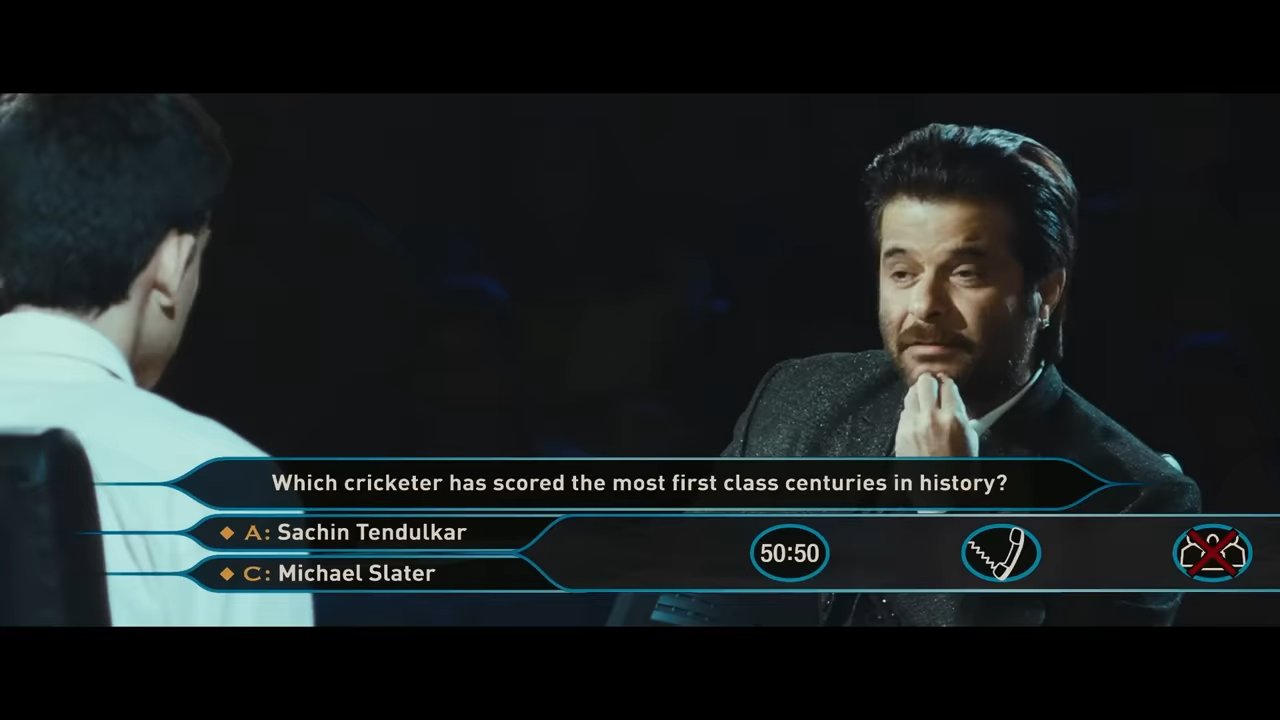 Which cricketer has scored the most first class centuries in history?
A: Sachin Tendulkar
C: Michael Slater
50:50